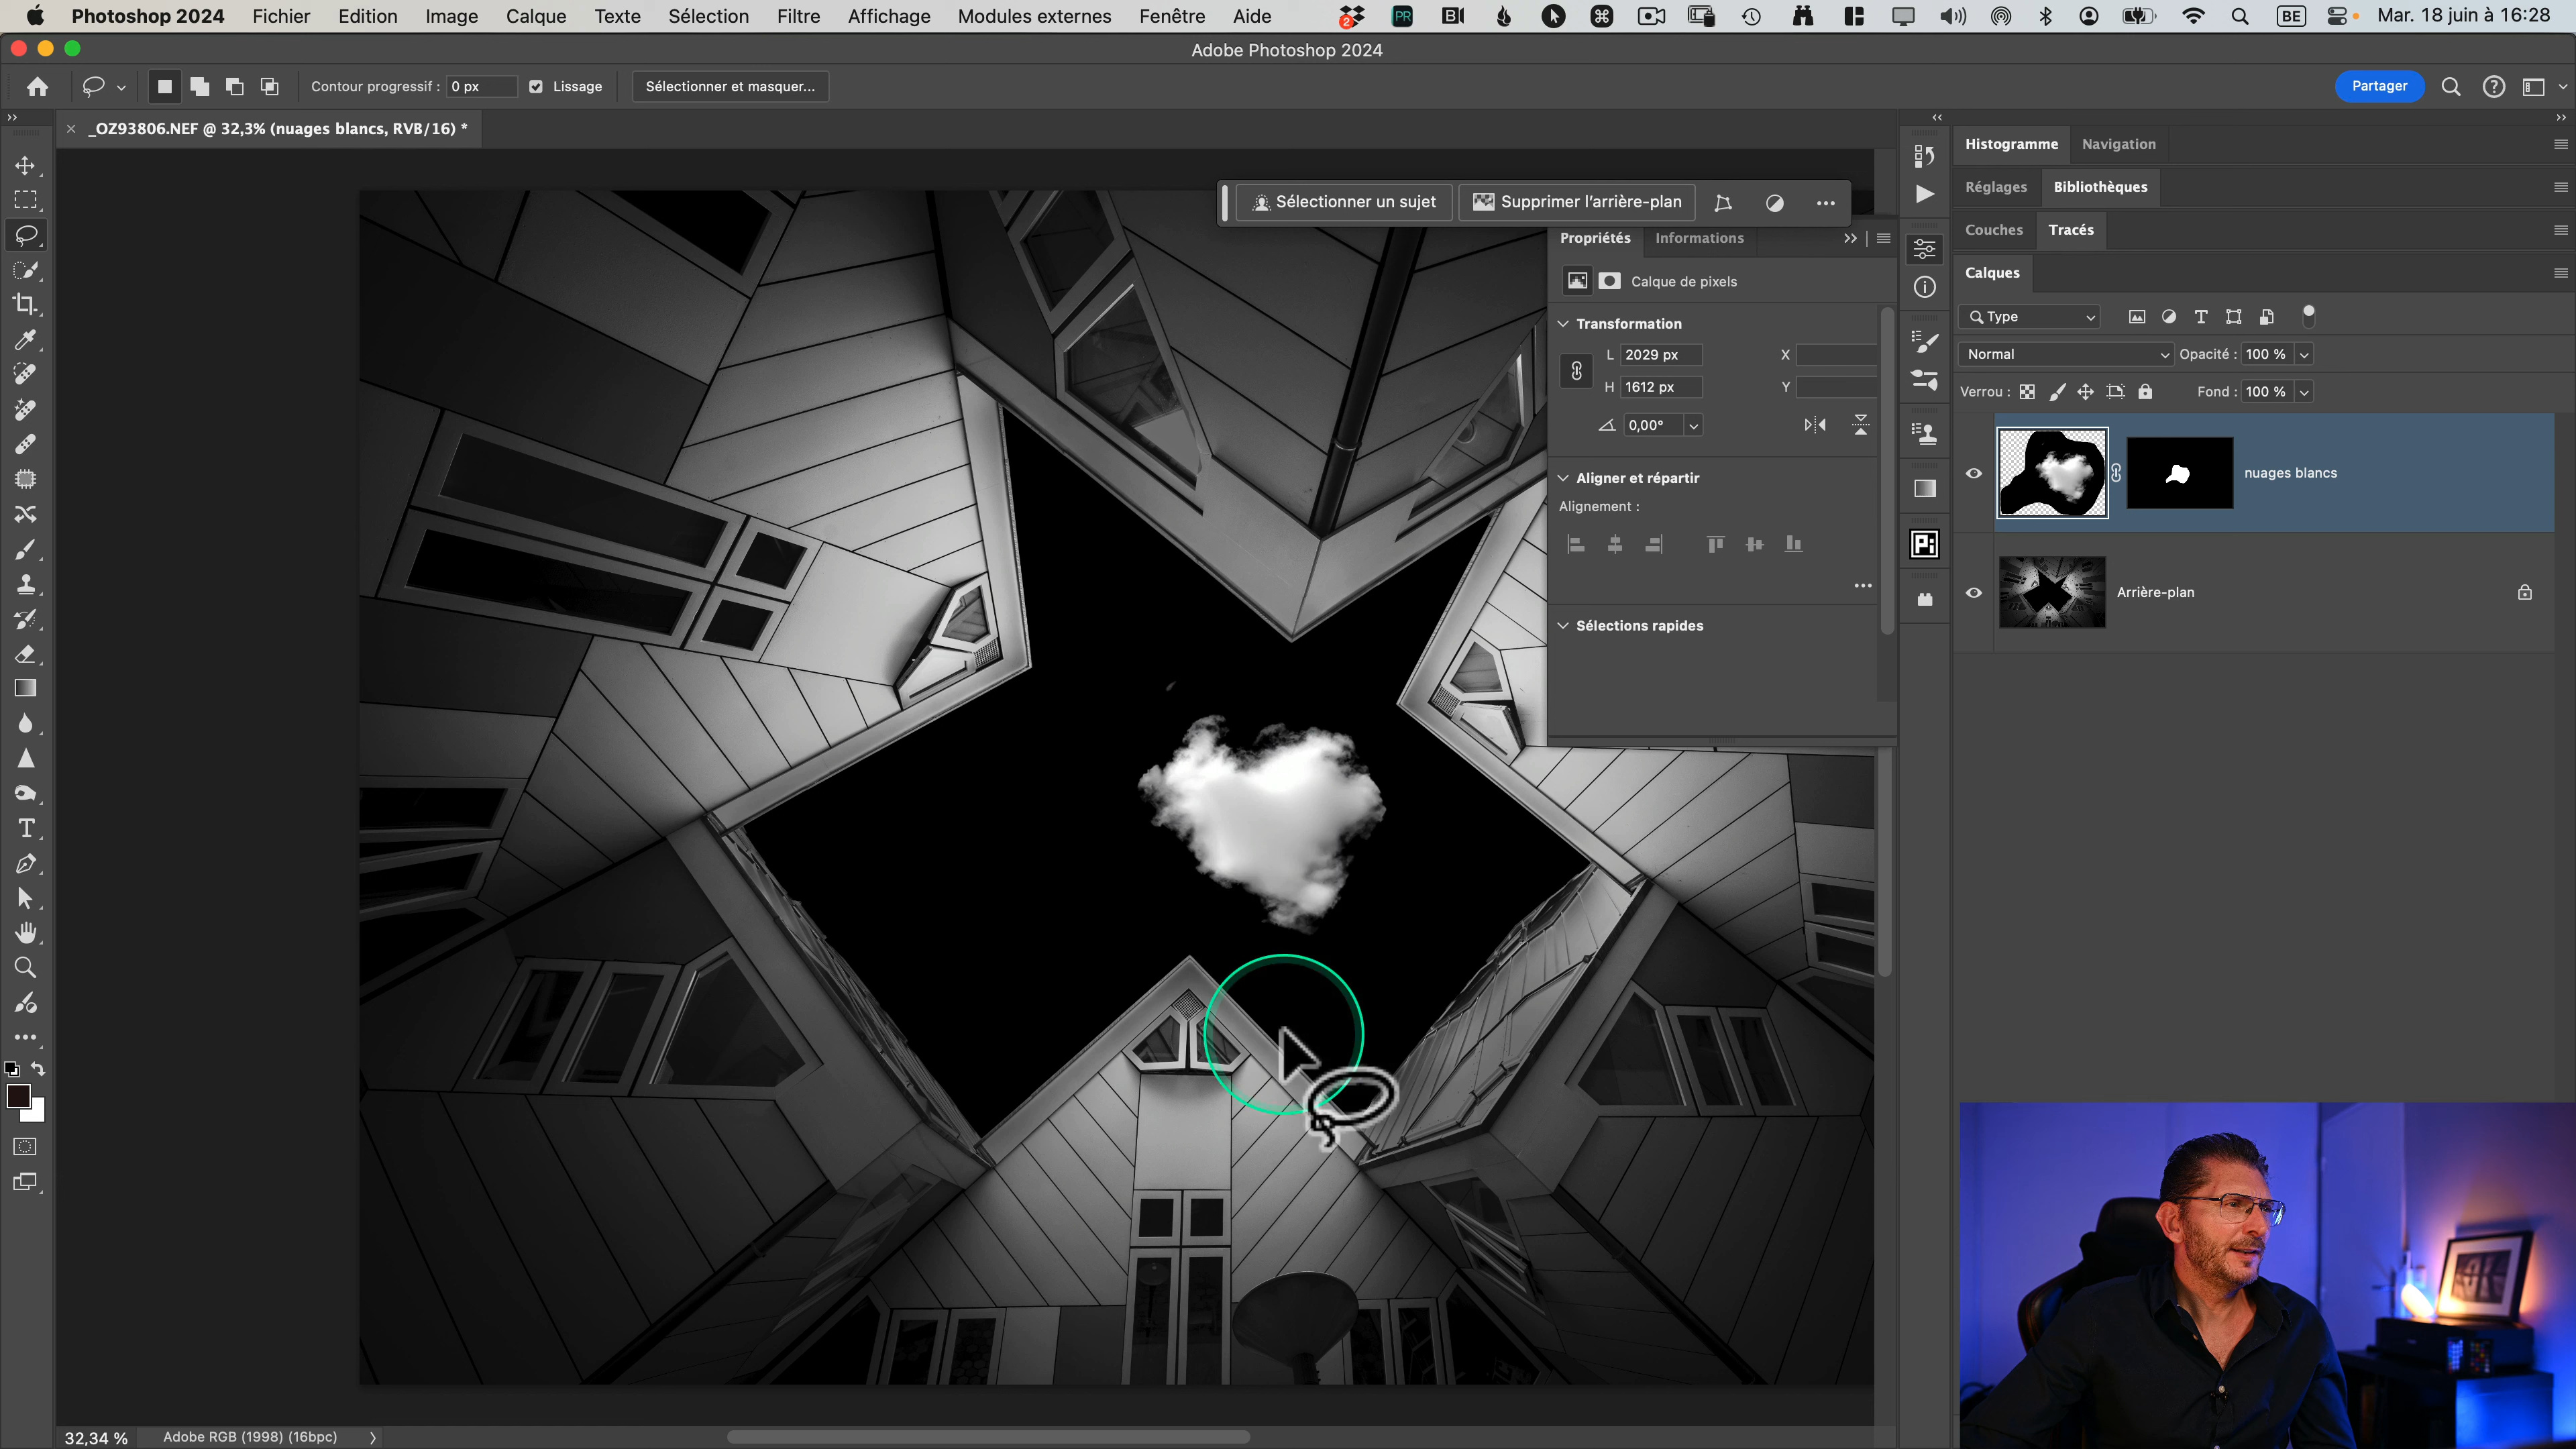 Photoshop 2024 Fichier Edition Image Calque Texte Sélection Filtre Affichage Modules externes Fenêtre Aide 2 PR BE Mar. 18 juin à 16:28
Adobe Photoshop 2024
Contour progressif : 0 px Lissage Sélectionner et masquer... Partager
_OZ93806.NEF @ 32,3% (nuages blancs, RVB/16) *
Histogramme Navigation
Réglages Bibliothèques
Sélectionner un sujet Supprimer l'arrière-plan
Couches Tracés
Propriétés Informations
Calques
Calque de pixels
Type
Transformation
Normal Opacité : 100 %
L 2029 px X
H 1612 px Y
Verrou : Fond : 100 %
0,00°
nuages blancs
Aligner et répartir
Alignement :
Pi
Arrière-plan
Sélections rapides
32,34 % Adobe RGB (1998) (16bpc)